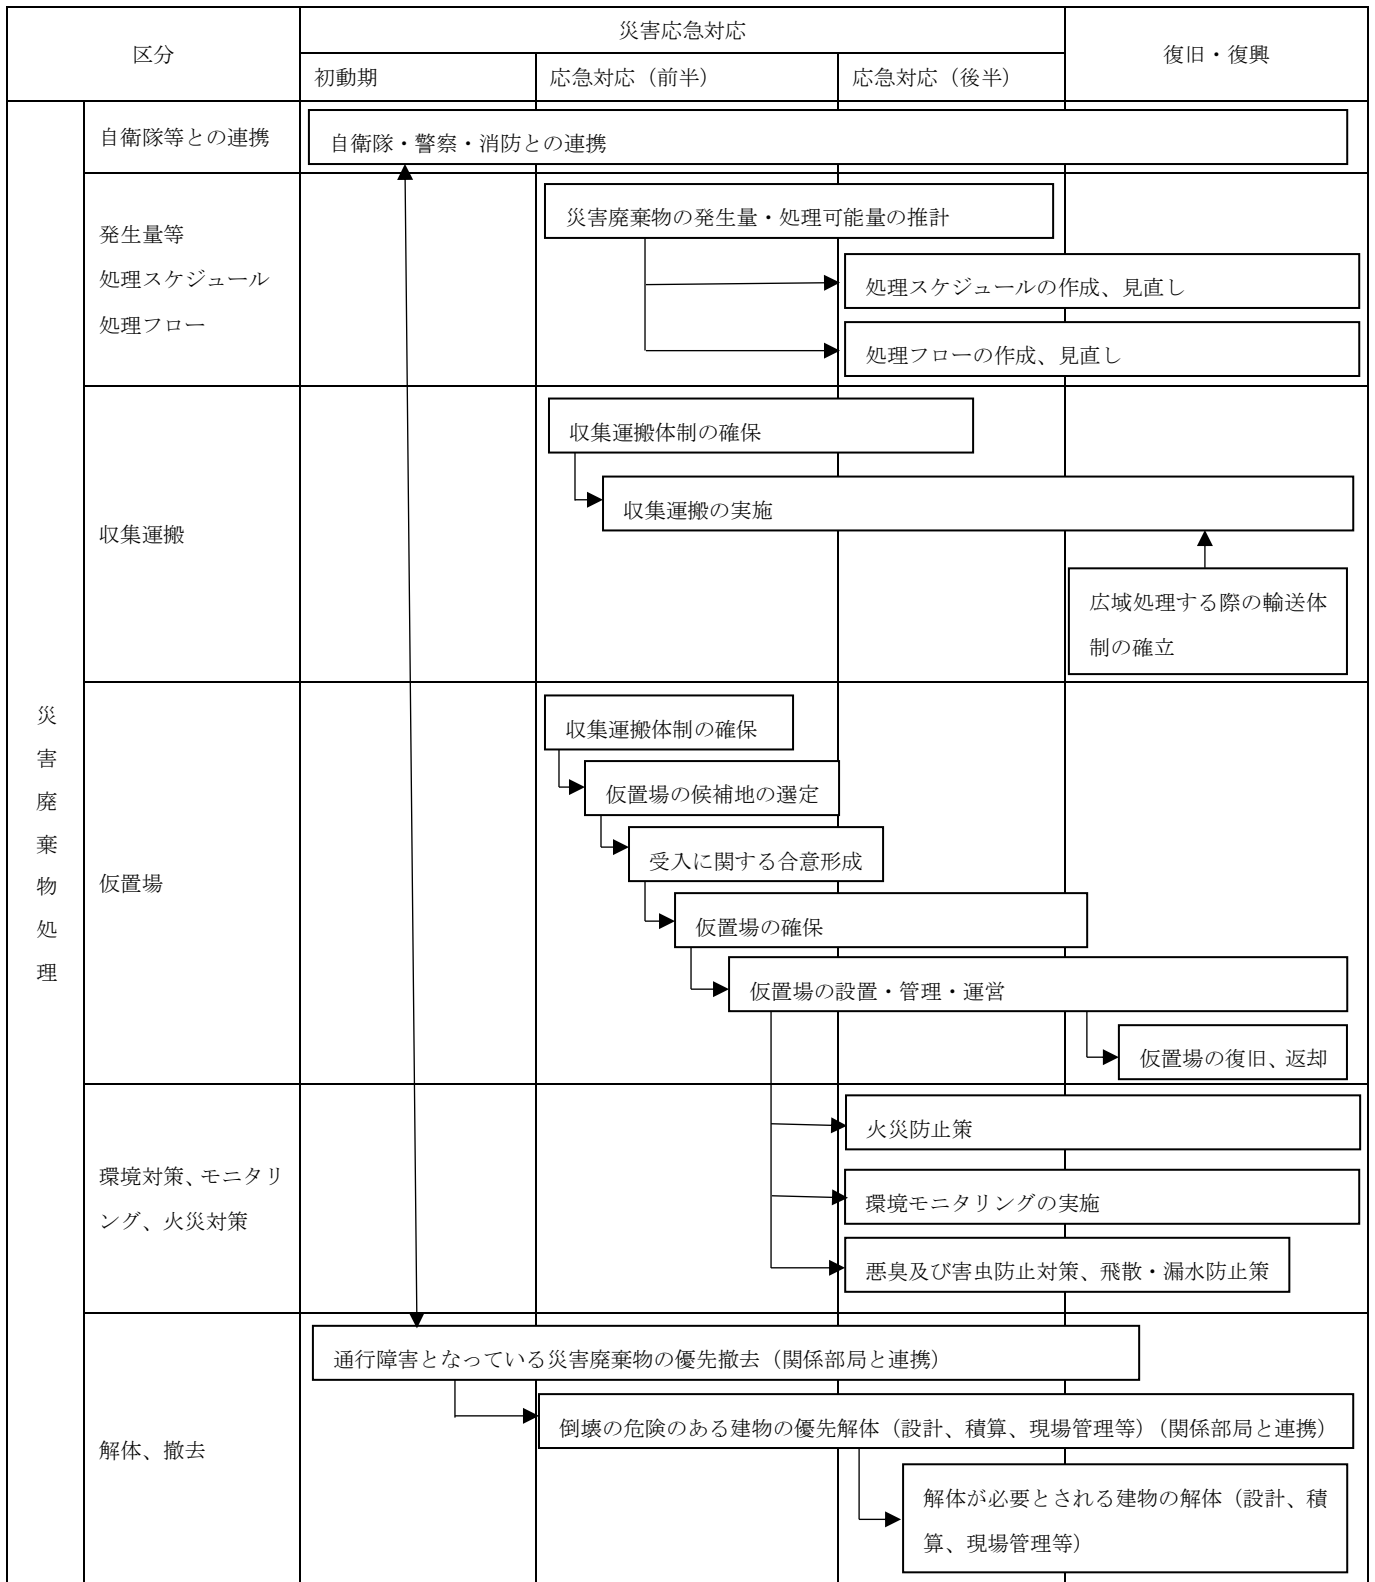 区分
災害応急対応
復旧・復興
初動期
応急対応（前半）
応急対応（後半）
災害廃棄物処理
自衛隊等との連携
自衛隊・警察・消防との連携
発生量等
処理スケジュール
処理フロー
災害廃棄物の発生量・処理可能量の推計
処理スケジュールの作成、見直し
処理フローの作成、見直し
収集運搬
収集運搬体制の確保
収集運搬の実施
広域処理する際の輸送体
制の確立
仮置場
収集運搬体制の確保
仮置場の候補地の選定
受入に関する合意形成
仮置場の確保
仮置場の設置・管理・運営
仮置場の復旧、返却
環境対策、モニタリ
ング、火災対策
火災防止策
環境モニタリングの実施
悪臭及び害虫防止対策、飛散・漏水防止策
解体、撤去
通行障害となっている災害廃棄物の優先撤去（関係部局と連携）
倒壊の危険のある建物の優先解体（設計、積算、現場管理等）（関係部局と連携）
解体が必要とされる建物の解体（設計、積
算、現場管理等）